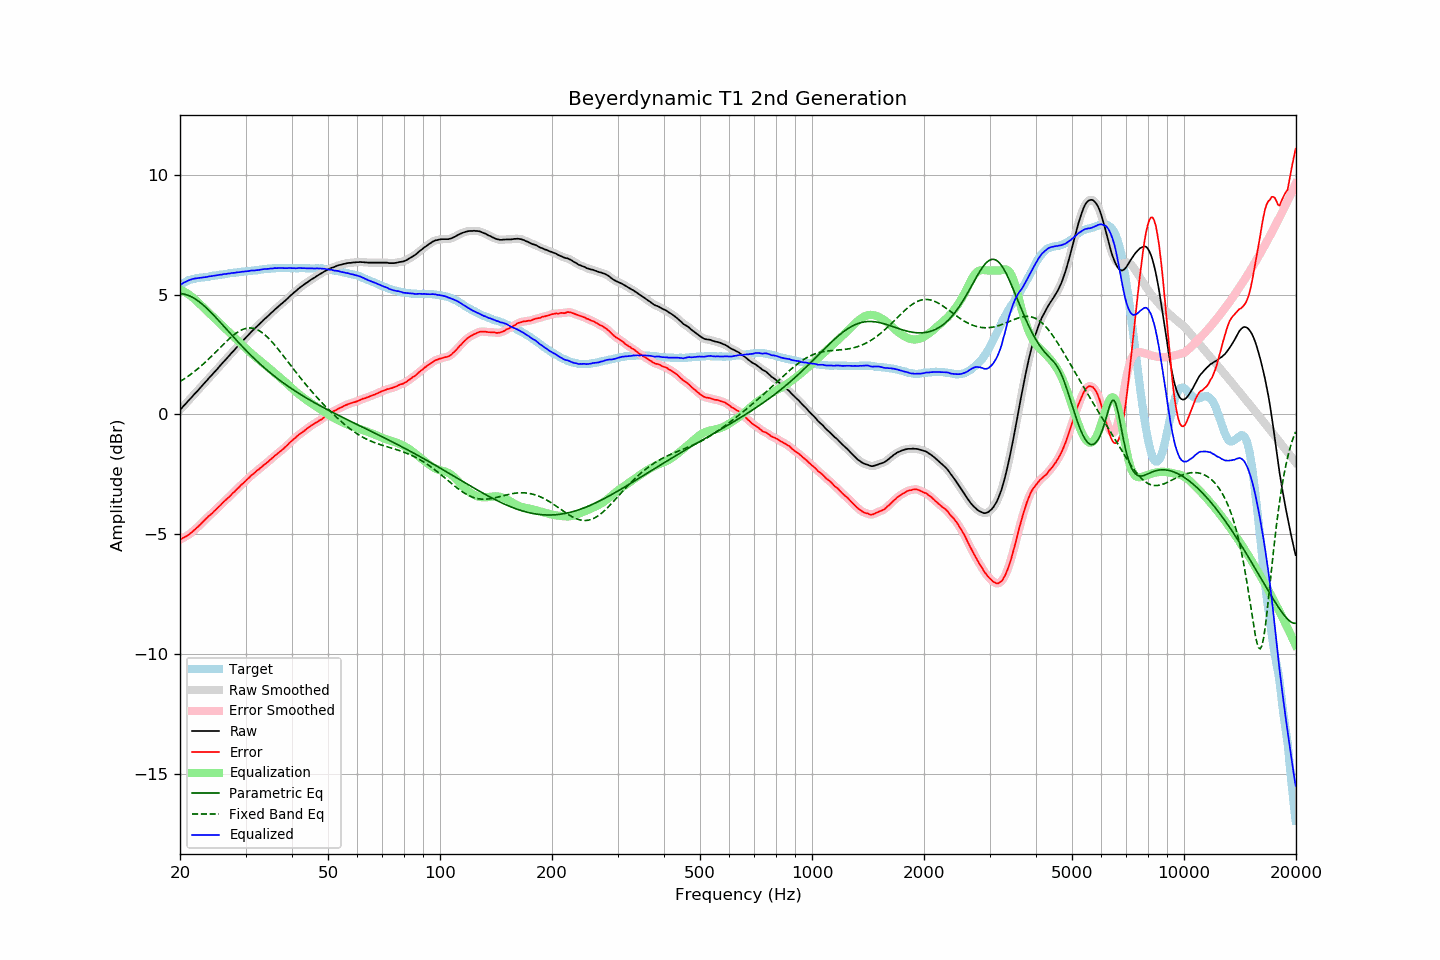 Beyerdynamic T1 2nd Generation
Amplitude (dBr)
10
5
0
−5
−10
−15
Target
Raw Smoothed
Error Smoothed
Raw
Error
Equalization
Parametric Eq
Fixed Band Eq
Equalized
20 50 100 200 500 1000 2000 5000 10000 20000
Frequency (Hz)